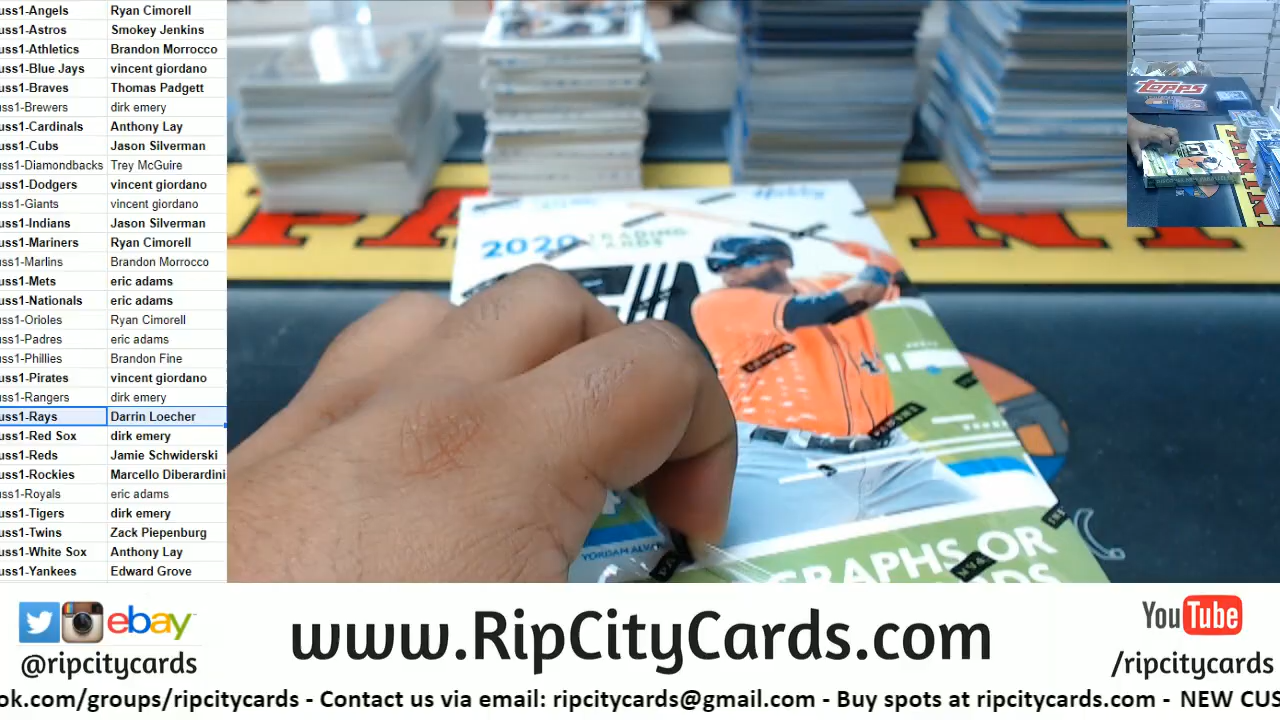 uss1-Angels Ryan Cimorell
uss1-Astros Smokey Jenkins
uss1-Athletics Brandon Morrocco
uss1-Blue Jays vincent giordano
uss1-Braves Thomas Padgett
uss1-Brewers dirk emery
uss1-Cardinals Anthony Lay
uss1-Cubs Jason Silverman
uss1-Diamondbacks Trey McGuire
uss1-Dodgers vincent giordano
uss1-Giants vincent giordano
uss1-Indians Jason Silverman
uss1-Mariners Ryan Cimorell
uss1-Marlins Brandon Morrocco
uss1-Mets eric adams
uss1-Nationals eric adams
uss1-Orioles Ryan Cimorell
uss1-Padres eric adams
uss1-Phillies Brandon Fine
uss1-Pirates vincent giordano
uss1-Rangers dirk emery
uss1-Rays Darrin Loecher
uss1-Red Sox dirk emery
uss1-Reds Jamie Schwiderski
uss1-Rockies Marcello Diberardini
uss1-Royals eric adams
uss1-Tigers dirk emery
uss1-Twins Zack Piepenburg
uss1-White Sox Anthony Lay
uss1-Yankees Edward Grove
Hobby
2020 TRADING
CARDS
YORDAN ALVA
GRAPHS OR
RDS
TOPPS
ebay
@ripcitycards
www.RipCityCards.com
YouTube
/ripcitycards
ok.com/groups/ripcitycards - Contact us via email: ripcitycards@gmail.com - Buy spots at ripcitycards.com - NEW CUS